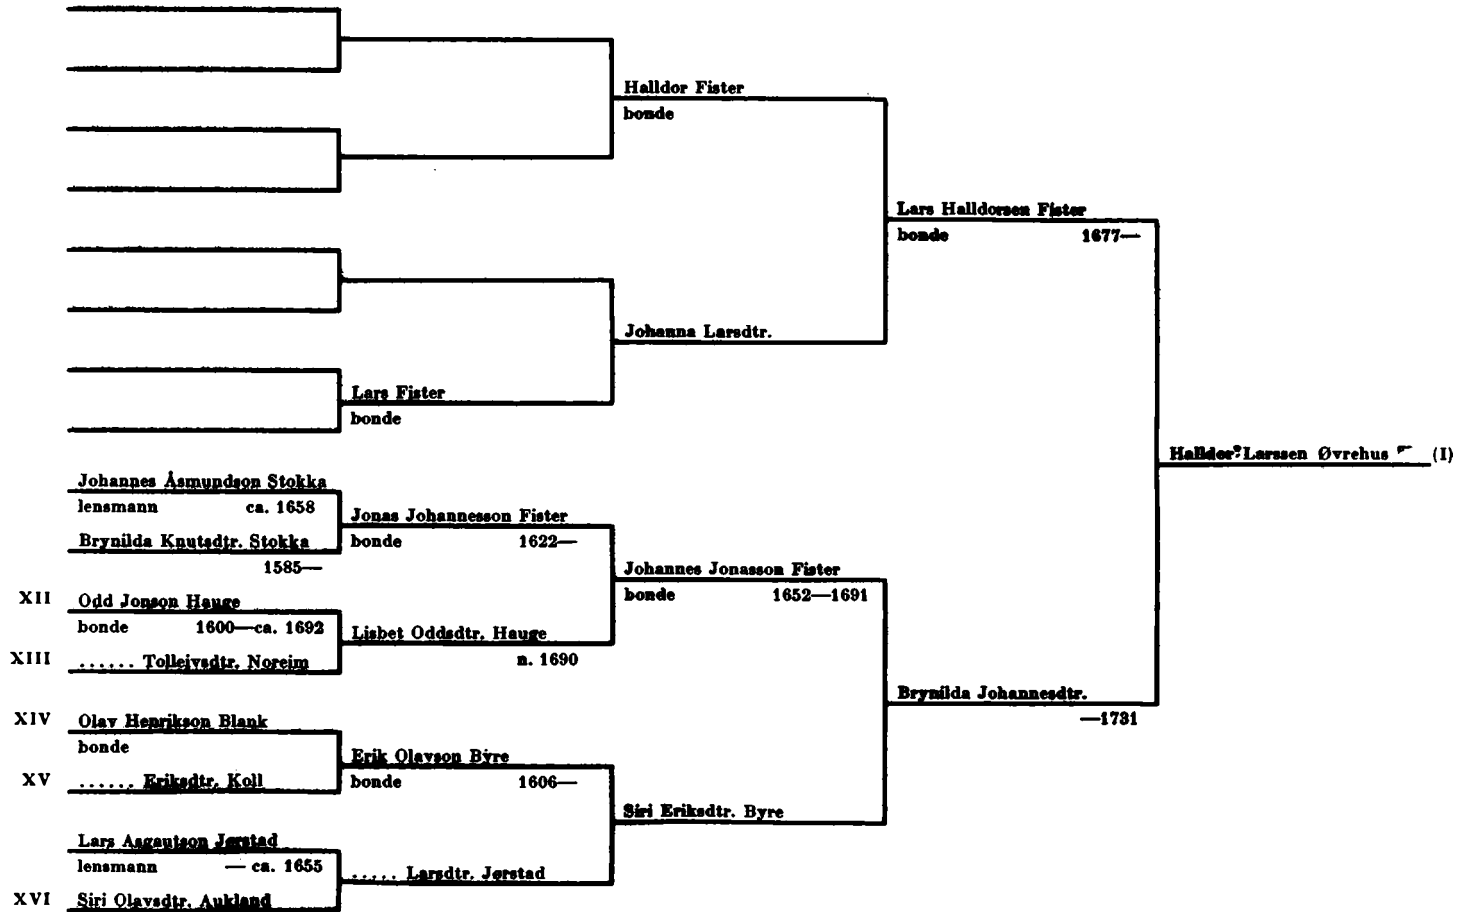 Halldor Fister
bonde
Lars Halldorsen Fister
bonde 1677—
Johanna Larsdtr.
Lars Fister
bonde
Halldor Larssen Øvrehus (I)
Johannes Åsmundson Stokka
lensmann ca. 1658
Jonas Johannesson Fister
bonde 1622—
Brynilda Knutsdtr. Stokka
1585—
Johannes Jonasson Fister
bonde 1652—1691
XII Odd Jonson Hauge
bonde 1600—ca. 1692
Lisbet Oddsdtr. Hauge
n. 1690
XIII ...... Tolleivsdtr. Noreim
Brynilda Johannesdtr.
—1731
XIV Olav Henrikson Blank
bonde
Erik Olavson Byre
bonde 1606—
XV ...... Eriksdtr. Koll
Siri Eriksdtr. Byre
Lars Asgautson Jørstad
lensmann — ca. 1655
..... Larsdtr. Jørstad
XVI Siri Olavsdtr. Aukland